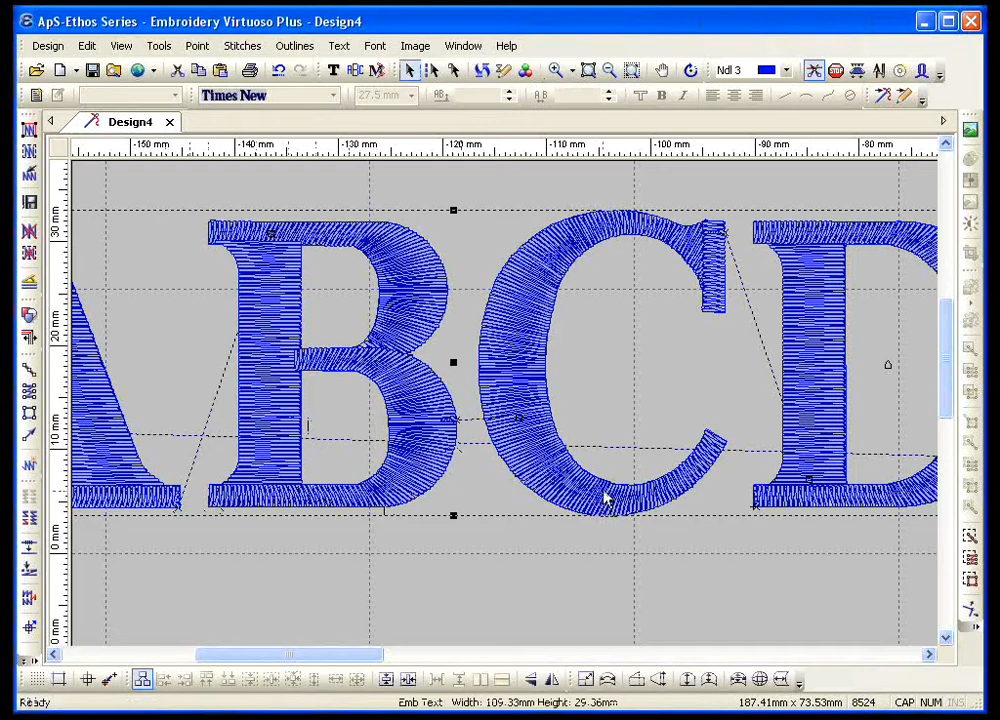 ApS-Ethos Series - Embroidery Virtuoso Plus - Design4
Design Edit View Tools Point Stitches Outlines Text Font Image Window Help
T ABC M Ndl 3
Times New 27.5 mm AB A.B T B I
Design4
-150 mm -140 mm -130 mm -120 mm -110 mm -100 mm -90 mm -80 mm
30 mm
20 mm
10 mm
0 mm
A B C D
Ready Emb Text Width: 109.33mm Height: 29.36mm 187.41mm x 73.53mm 8524 CAP NUM INS